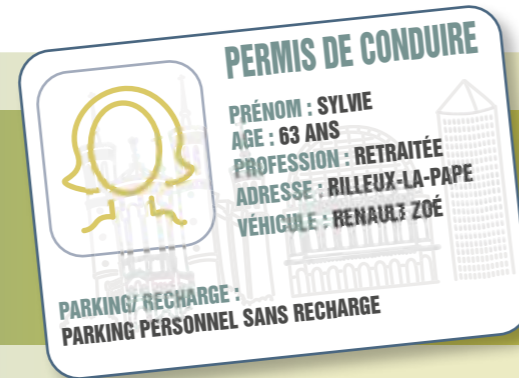 PERMIS DE CONDUIRE
PRÉNOM : SYLVIE
AGE : 63 ANS
PROFESSION : RETRAITÉE
ADRESSE : RILLEUX-LA-PAPE
VÉHICULE : RENAULT ZOÉ
PARKING/ RECHARGE :
PARKING PERSONNEL SANS RECHARGE